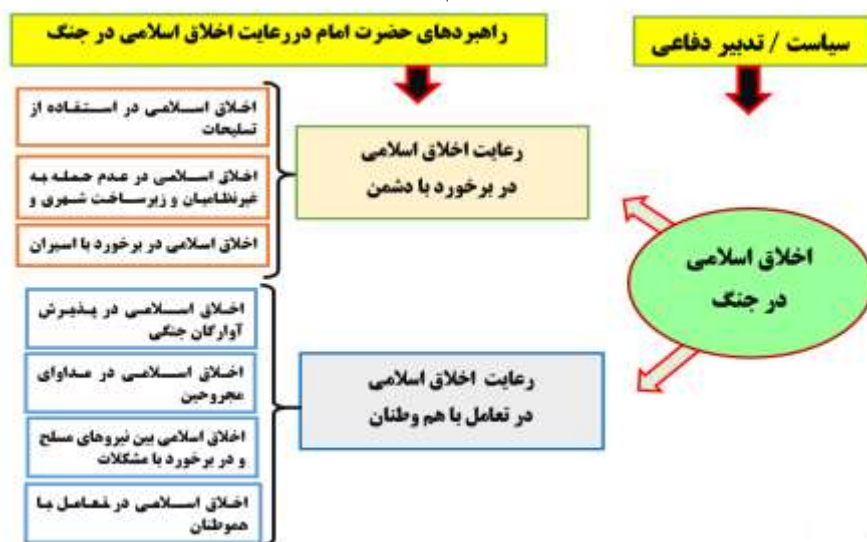 سیاست / تدبیر دفاعی
راهبردهای حضرت امام در رعایت اخلاق اسلامی در جنگ
اخلاق اسلامی
در جنگ
رعایت اخلاق اسلامی
در برخورد با دشمن
اخلاق اسلامی در استفاده از
تسلیحات
اخلاق اسلامی در عدم حمله به
غیرنظامیان و زیرساخت شهری و
اخلاق اسلامی در برخورد با اسیران
رعایت اخلاق اسلامی
در تعامل با هم وطنان
اخلاق اسلامی در پذیرش
آوارگان جنگی
اخلاق اسلامی در مداوای
مجروحین
اخلاق اسلامی بین نیروهای مسلح
و در برخورد با مشکلات
اخلاق اسلامی در تعامل با
هموطنان